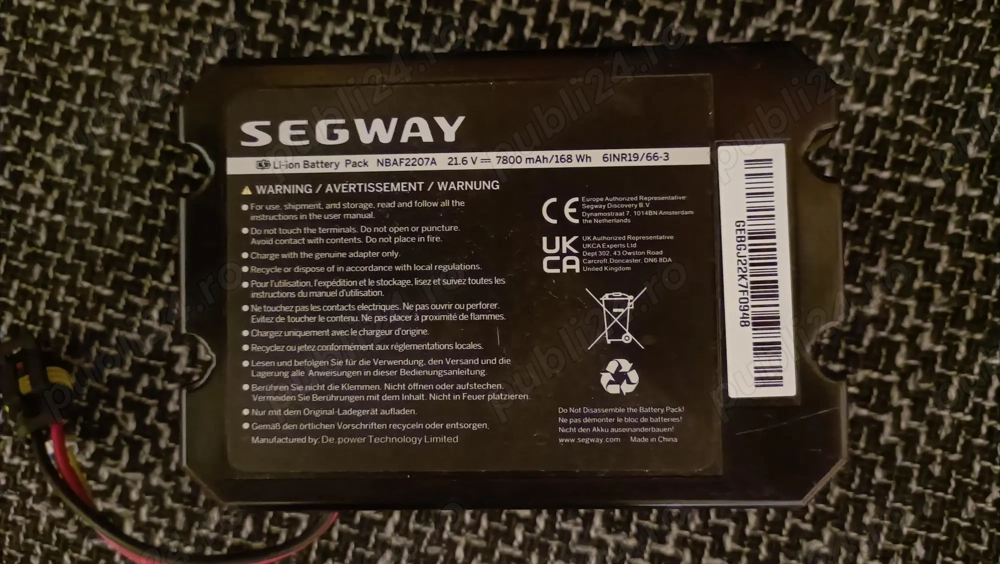 SEGWAY
Li-ion Battery Pack NBAF2207A 21.6 V ⎓ 7800 mAh/168 Wh 6INR19/66-3
WARNING / AVERTISSEMENT / WARNUNG
● For use, shipment, and storage, read and follow all the
instructions in the user manual.
● Do not touch the terminals. Do not open or puncture.
Avoid contact with contents. Do not place in fire.
● Charge with the genuine adapter only.
● Recycle or dispose of in accordance with local regulations.
● Pour l'utilisation, l'expédition et le stockage, lisez et suivez toutes les
instructions du manuel d'utilisation.
● Ne touchez pas les contacts electriques. Ne pas ouvrir ou perforer.
Evitez de toucher le contenu. Ne pas placer à proximité de flammes.
● Chargez uniquement avec le chargeur d'origine.
● Recyclez ou jetez conformément aux réglementations locales.
● Lesen und befolgen Sie für die Verwendung, den Versand und die
Lagerung alle Anweisungen in dieser Bedienungsanleitung.
● Berühren Sie nicht die Klemmen. Nicht öffnen oder aufstechen.
Vermeiden Sie Berührungen mit dem Inhalt. Nicht in Feuer platzieren.
● Nur mit dem Original-Ladegerät aufladen.
● Gemäß den örtlichen Vorschriften recyceln oder entsorgen.
Manufactured by: De power Technology Limited
CE
Europe Authorized Representative:
Segway Discovery B.V.
Dynamostraat 7, 1014BN Amsterdam
the Netherlands
UK
CA
UK Authorized Representative
UKCA Experts Ltd
Dept 302, 43 Owston Road
Carcroft, Doncaster, DN6 8DA
United Kingdom
Do Not Disassemble the Battery Pack!
Ne pas démonter le bloc de batteries!
Nicht den Akku auseinanderbauen!
www.segway.com Made in China
GEBGJ22K7F0948
publi24.ro